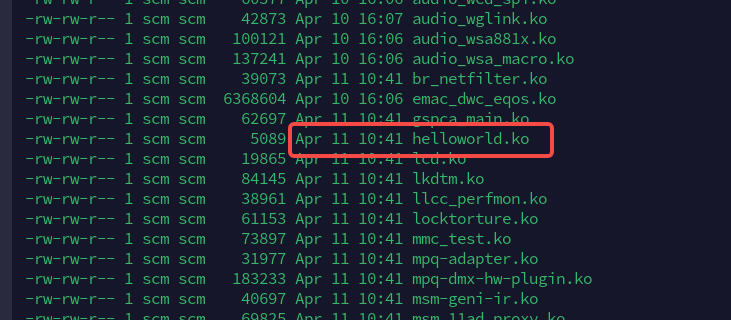 -rw-rw-r-- 1 scm scm
-rw-rw-r-- 1 scm scm 42873 Apr 10 16:07 audio_wglink.ko
-rw-rw-r-- 1 scm scm 100121 Apr 10 16:06 audio_wsa881x.ko
-rw-rw-r-- 1 scm scm 137241 Apr 10 16:06 audio_wsa_macro.ko
-rw-rw-r-- 1 scm scm 39073 Apr 11 10:41 br_netfilter.ko
-rw-rw-r-- 1 scm scm 6368604 Apr 10 16:06 emac_dwc_eqos.ko
-rw-rw-r-- 1 scm scm 62697 Apr 11 10:41 gspca_main.ko
-rw-rw-r-- 1 scm scm 5089 Apr 11 10:41 helloworld.ko
-rw-rw-r-- 1 scm scm 19865 Apr 11 10:41 lcd.ko
-rw-rw-r-- 1 scm scm 84145 Apr 11 10:41 lkdtm.ko
-rw-rw-r-- 1 scm scm 38961 Apr 11 10:41 llcc_perfmon.ko
-rw-rw-r-- 1 scm scm 61153 Apr 11 10:41 locktorture.ko
-rw-rw-r-- 1 scm scm 73897 Apr 11 10:41 mmc_test.ko
-rw-rw-r-- 1 scm scm 31977 Apr 11 10:41 mpq-adapter.ko
-rw-rw-r-- 1 scm scm 183233 Apr 11 10:41 mpq-dmx-hw-plugin.ko
-rw-rw-r-- 1 scm scm 40697 Apr 11 10:41 msm-geni-ir.ko
-rw-rw-r-- 1 scm scm 69825 Apr 11 10:41 msm_11ad_proxy.ko